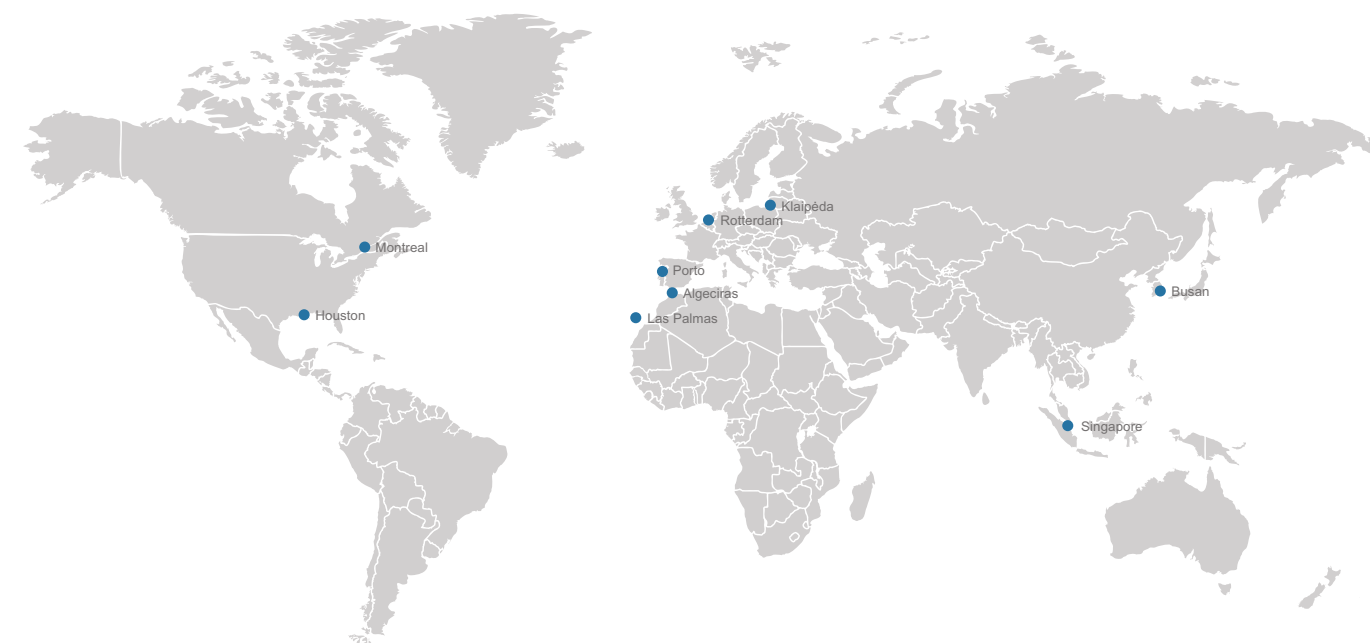 Klaipėda
Rotterdam
Montreal
Porto
Busan
Algeciras
Houston
Las Palmas
Singapore